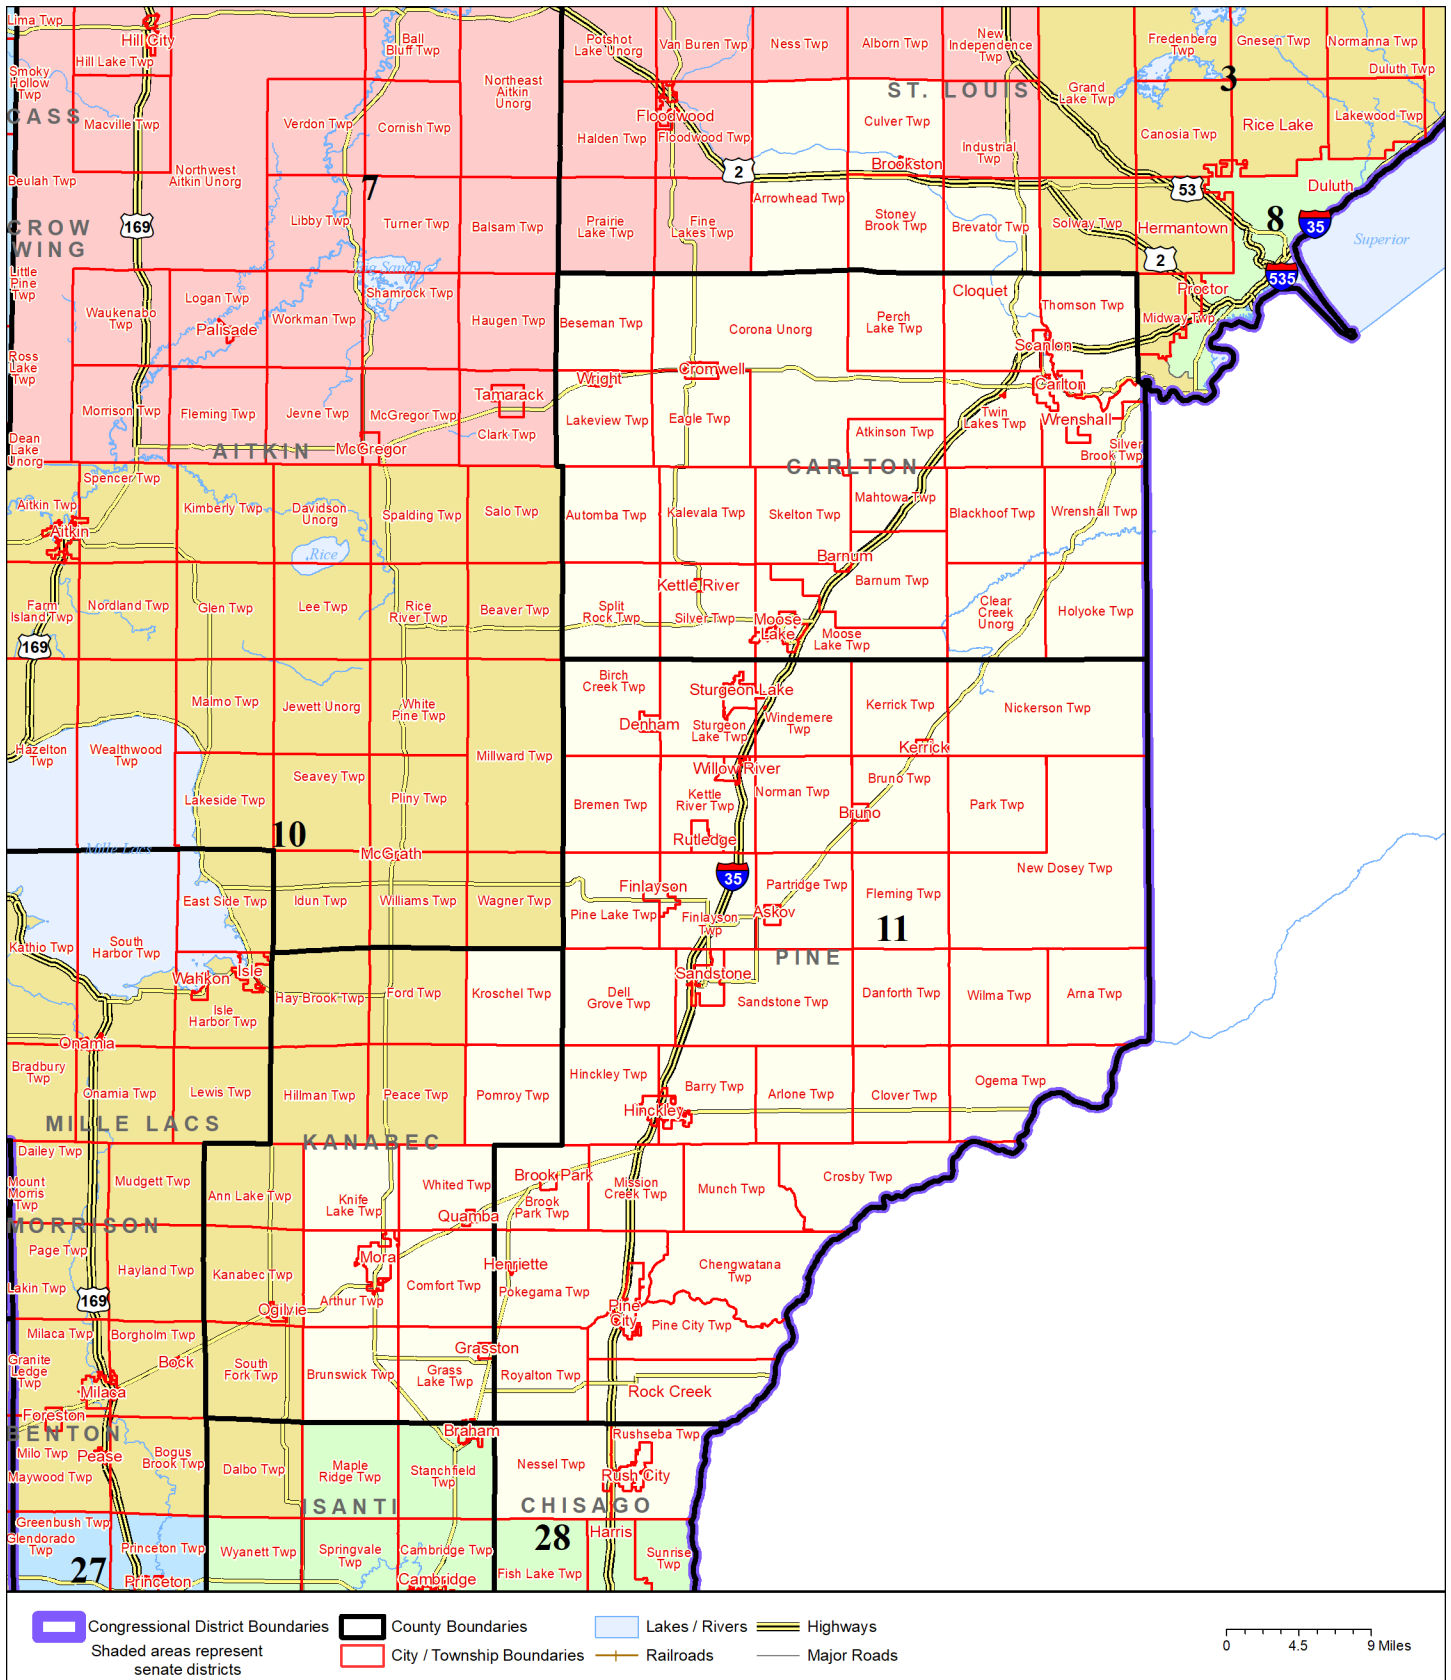 Lima Twp
Hill City
Hill Lake Twp
Ball
Bluff Twp
Northeast
Aitkin
Unorg
Potshot
Lake Unorg
Van Buren Twp
Ness Twp
Alborn Twp
New
Independence
Twp
Fredenberg
Twp
Gnesen Twp
Normanna Twp
Duluth Twp
Smoky
Hollow
Twp
CASS
Macville Twp
Verdon Twp
Cornish Twp
Floodwood
Halden Twp
Floodwood Twp
ST. LOUIS
Culver Twp
Grand
Lake Twp
3
Canosia Twp
Rice Lake
Lakewood Twp
Industrial
Twp
Brookston
2
53
Beulah Twp
Northwest
Aitkin Unorg
7
Arrowhead Twp
Duluth
CROW
WING
169
Libby Twp
Turner Twp
Balsam Twp
Prairie
Lake Twp
Fine
Lakes Twp
Stoney
Brook Twp
Brevator Twp
Solway Twp
Hermantown
8
35
Superior
2
535
Little
Pine
Twp
Big Sandy
Logan Twp
Shamrock Twp
Cloquet
Thomson Twp
Proctor
Waukenabo
Twp
Palisade
Workman Twp
Haugen Twp
Beseman Twp
Corona Unorg
Perch
Lake Twp
Midway Twp
Scanlon
Ross
Lake
Twp
Wright
Cromwell
Carlton
Tamarack
Morrison Twp
Fleming Twp
Jevne Twp
McGregor Twp
Lakeview Twp
Eagle Twp
Twin
Lakes Twp
Wrenshall
Clark Twp
Atkinson Twp
Dean
Lake
Unorg
AITKIN
McGregor
Silver
Brook Twp
CARLTON
Spencer Twp
Aitkin Twp
Kimberly Twp
Davidson
Unorg
Spalding Twp
Salo Twp
Automba Twp
Kalevala Twp
Skelton Twp
Mahtowa Twp
Blackhoof Twp
Wrenshall Twp
Aitkin
Rice
Barnum
Kettle River
Barnum Twp
Farm
Island Twp
Nordland Twp
Glen Twp
Lee Twp
Rice
River Twp
Beaver Twp
Split
Rock Twp
Silver Twp
Moose
Lake
Moose
Lake Twp
Clear
Creek
Unorg
Holyoke Twp
169
Birch
Creek Twp
Sturgeon Lake
Malmo Twp
Jewett Unorg
White
Pine Twp
Denham
Sturgeon
Lake Twp
Windemere
Twp
Kerrick Twp
Nickerson Twp
Hazelton
Twp
Wealthwood
Twp
Millward Twp
Kerrick
Willow River
Seavey Twp
Bruno Twp
Lakeside Twp
Pliny Twp
Bremen Twp
Kettle
River Twp
Norman Twp
Bruno
Park Twp
10
Rutledge
Mille Lacs
McGrath
35
New Dosey Twp
East Side Twp
Idun Twp
Williams Twp
Wagner Twp
Finlayson
Partridge Twp
Fleming Twp
Pine Lake Twp
Finlayson
Twp
Askov
11
Kathio Twp
South
Harbor Twp
PINE
Wahkon
Isle
Sandstone
Hay Brook Twp
Ford Twp
Kroschel Twp
Dell
Grove Twp
Sandstone Twp
Danforth Twp
Wilma Twp
Arna Twp
Isle
Harbor Twp
Onamia
Bradbury
Twp
Onamia Twp
Lewis Twp
Hillman Twp
Peace Twp
Pomroy Twp
Hinckley Twp
Barry Twp
Arlone Twp
Clover Twp
Ogema Twp
Hinckley
MILLE LACS
KANABEC
Dailey Twp
Mount
Morris
Twp
Mudgett Twp
Ann Lake Twp
Knife
Lake Twp
Whited Twp
Brook Park
Brook
Park Twp
Mission
Creek Twp
Munch Twp
Crosby Twp
MORRISON
Quamba
Page Twp
Mora
Henriette
Chengwatana
Twp
Hayland Twp
Kanabec Twp
Comfort Twp
Lakin Twp
169
Arthur Twp
Pokegama Twp
Ogilvie
Pine
City
Pine City Twp
Milaca Twp
Borgholm Twp
Bock
Grasston
Granite
Ledge
Twp
South
Fork Twp
Brunswick Twp
Grass
Lake Twp
Royalton Twp
Rock Creek
Milaca
Foreston
BENTON
Braham
Rushseba Twp
Milo Twp
Pease
Bogus
Brook Twp
Dalbo Twp
Maple
Ridge Twp
Stanchfield
Twp
Nessel Twp
Rush City
Maywood Twp
ISANTI
CHISAGO
Greenbush Twp
Glendorado
Twp
Princeton Twp
Wyanett Twp
Springvale
Twp
Cambridge Twp
28
Harris
Sunrise
Twp
27
Princeton
Cambridge
Fish Lake Twp
Congressional District Boundaries
County Boundaries
Lakes / Rivers
Highways
Shaded areas represent
senate districts
City / Township Boundaries
Railroads
Major Roads
0 4.5 9 Miles